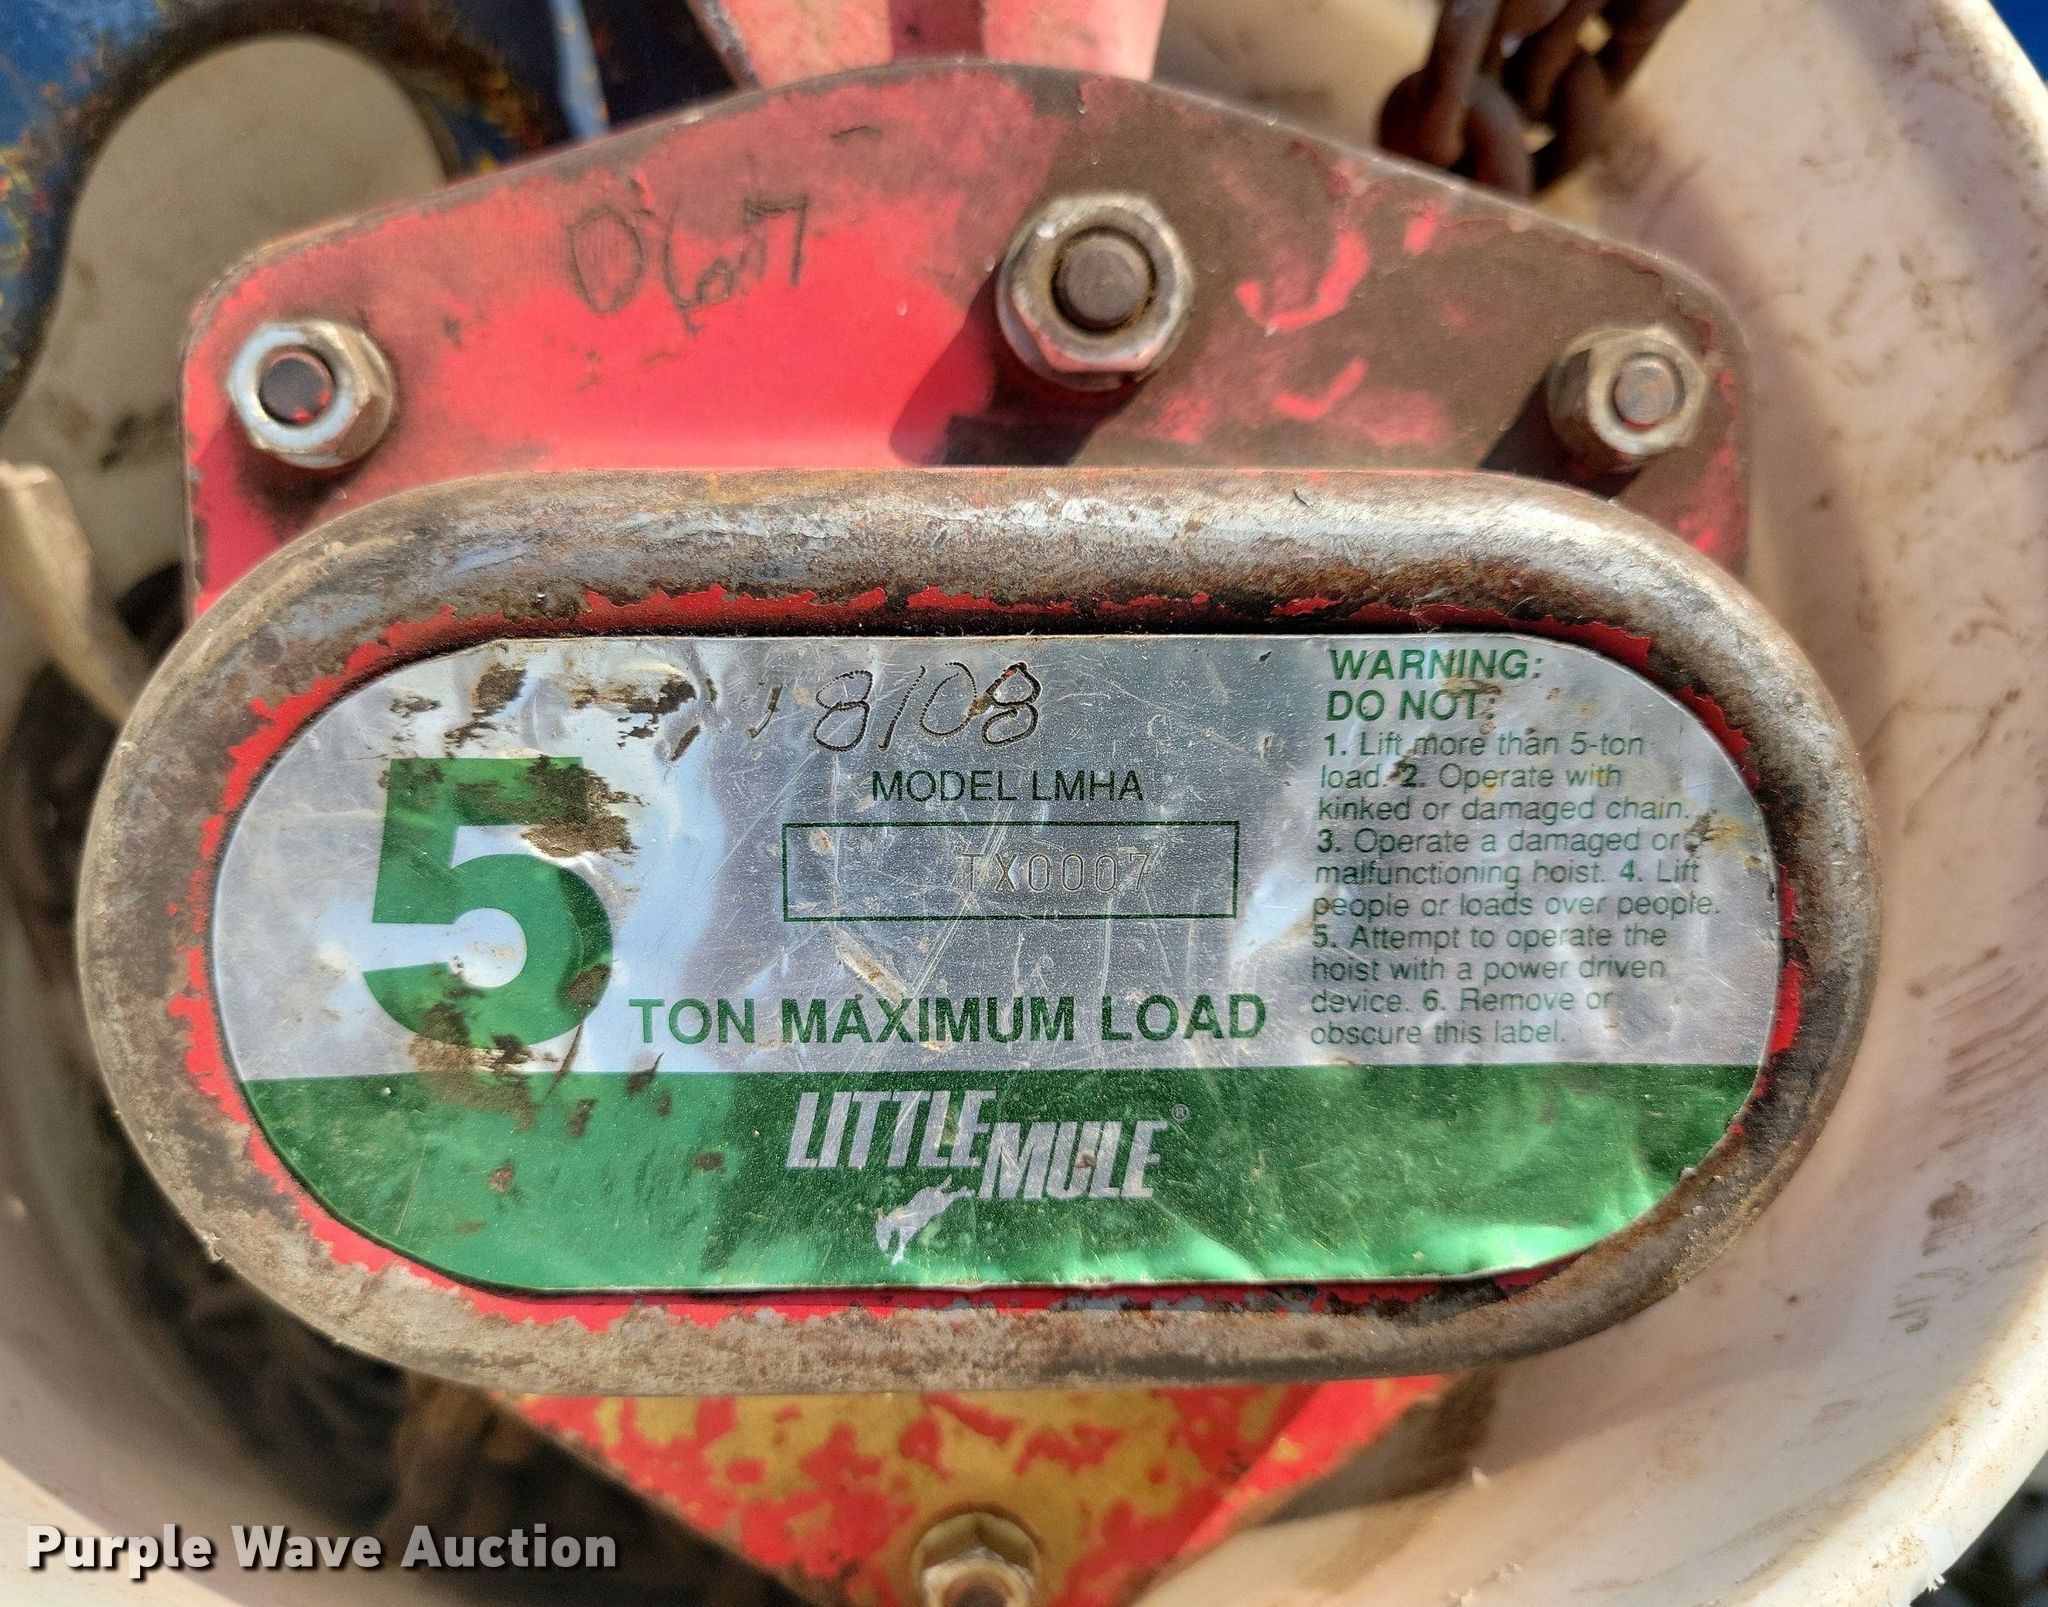 067
8108
MODEL LMHA
TX0007
5
TON MAXIMUM LOAD
LITTLE MULE®
WARNING:
DO NOT:
1. Lift more than 5-ton
load. 2. Operate with
kinked or damaged chain.
3. Operate a damaged or
malfunctioning hoist. 4. Lift
people or loads over people.
5. Attempt to operate the
hoist with a power driven
device. 6. Remove or
obscure this label.
Purple Wave Auction